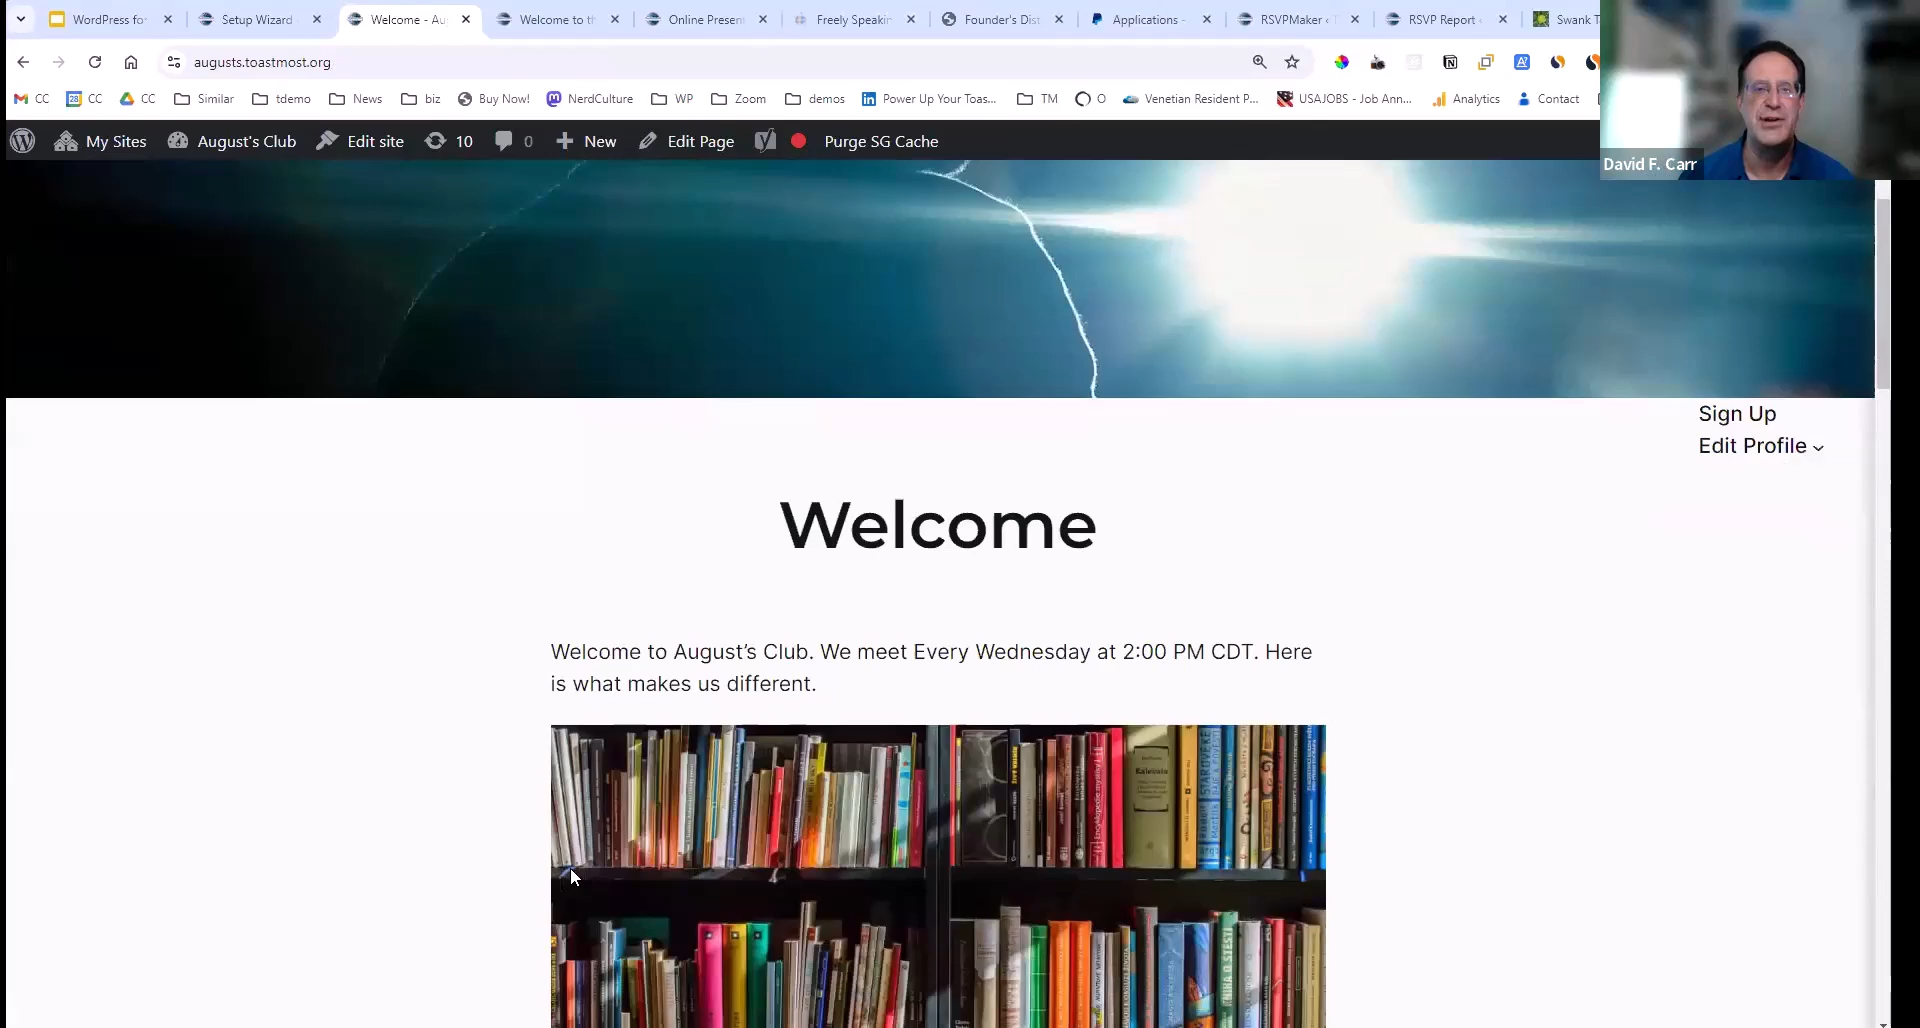 WordPress fo
Setup Wizard
Welcome - Au
Welcome to th
Online Presen
Freely Speakin
Founder's Dist
Applications -
RSVPMaker ‹ T
RSVP Report ‹
Swank T
augusts.toastmost.org
CC
CC
CC
Similar
tdemo
News
biz
Buy Now!
NerdCulture
WP
Zoom
demos
Power Up Your Toas...
TM
O
Venetian Resident P...
USAJOBS - Job Ann...
Analytics
Contact
My Sites
August's Club
Edit site
10
0
New
Edit Page
Purge SG Cache
David F. Carr
Sign Up
Edit Profile
Welcome
Welcome to August’s Club. We meet Every Wednesday at 2:00 PM CDT. Here
is what makes us different.
Kalevala